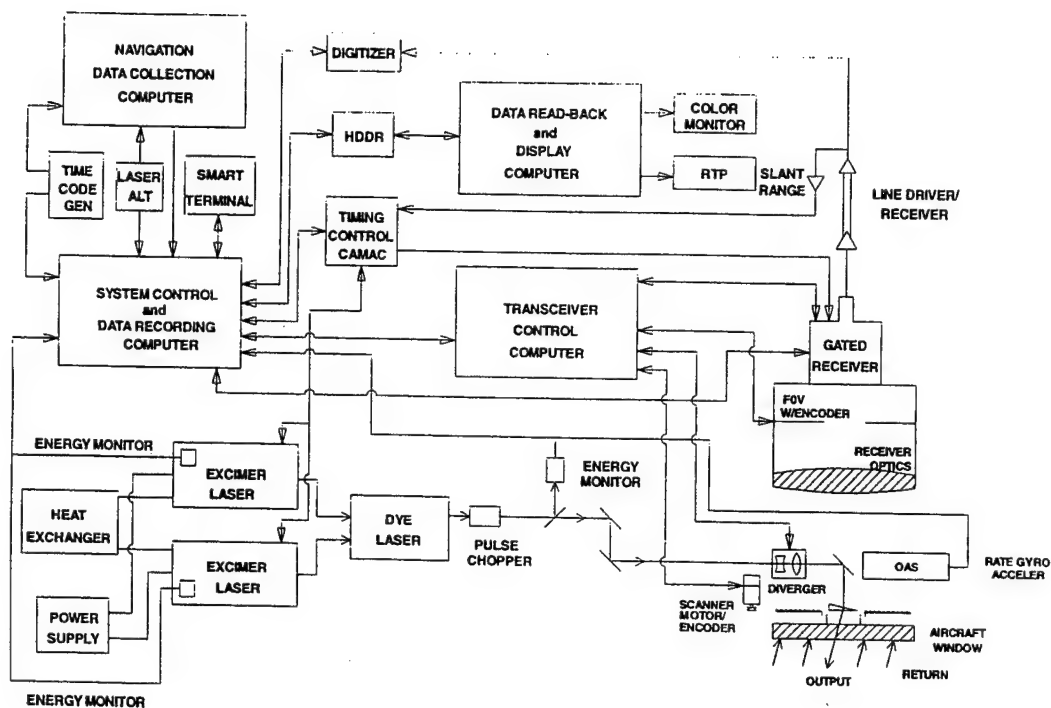 NAVIGATION
DATA COLLECTION
COMPUTER
DIGITIZER
HDDR
DATA READ-BACK
and
DISPLAY
COMPUTER
COLOR
MONITOR
RTP
SLANT
RANGE
LINE DRIVER/
RECEIVER
TIME
CODE
GEN
LASER
ALT
SMART
TERMINAL
TIMING
CONTROL
CAMAC
SYSTEM CONTROL
and
DATA RECORDING
COMPUTER
TRANSCEIVER
CONTROL
COMPUTER
GATED
RECEIVER
F0V
W/ENCODER
RECEIVER
OPTICS
ENERGY MONITOR
EXCIMER
LASER
HEAT
EXCHANGER
EXCIMER
LASER
POWER
SUPPLY
ENERGY MONITOR
DYE
LASER
PULSE
CHOPPER
ENERGY
MONITOR
DIVERGER
SCANNER
MOTOR/
ENCODER
OAS
RATE GYRO
ACCELER
AIRCRAFT
WINDOW
OUTPUT
RETURN